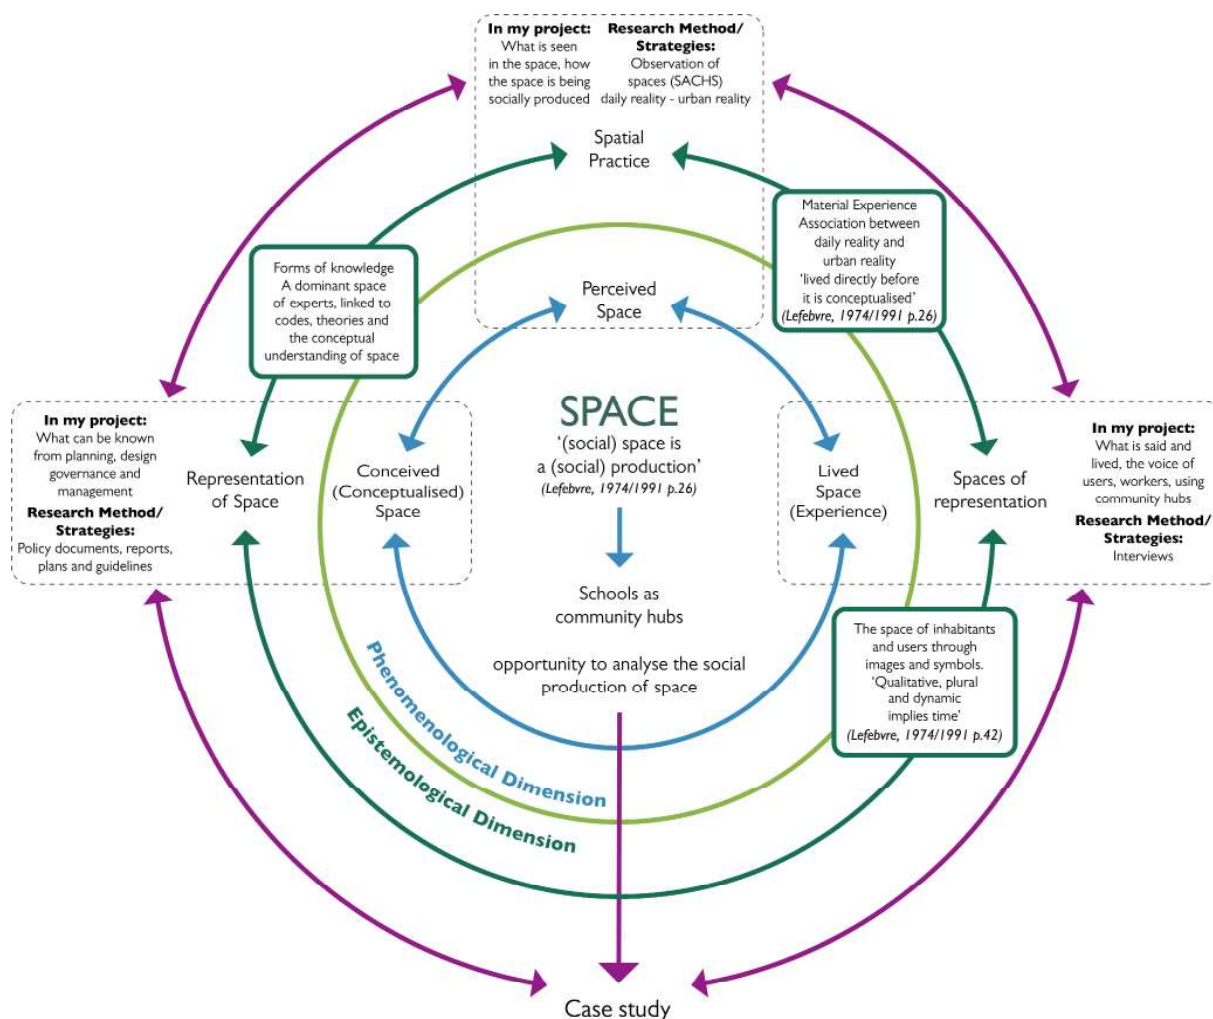 In my project:
What is seen
in the space, how
the space is being
socially produced
Research Method/
Strategies:
Observation of
spaces (SACHS)
daily reality - urban reality
Spatial
Practice
Material Experience
Association between
daily reality and
urban reality
‘lived directly before
it is conceptualised’
(Lefebvre, 1974/1991 p.26)
Forms of knowledge
A dominant space
of experts, linked to
codes, theories and
the conceptual
understanding of space
Perceived
Space
In my project:
What can be known
from planning, design
governance and
management
Research Method/
Strategies:
Policy documents, reports,
plans and guidelines
Representation
of Space
Conceived
(Conceptualised)
Space
SPACE
‘(social) space is
a (social) production’
(Lefebvre, 1974/1991 p.26)
Lived
Space
(Experience)
Spaces of
representation
In my project:
What is said and
lived, the voice of
users, workers, using
community hubs
Research Method/
Strategies:
Interviews
Schools as
community hubs
opportunity to analyse the social
production of space
The space of inhabitants
and users through
images and symbols.
‘Qualitative, plural
and dynamic
implies time’
(Lefebvre, 1974/1991 p.42)
Phenomenological Dimension
Epistemological Dimension
Case study